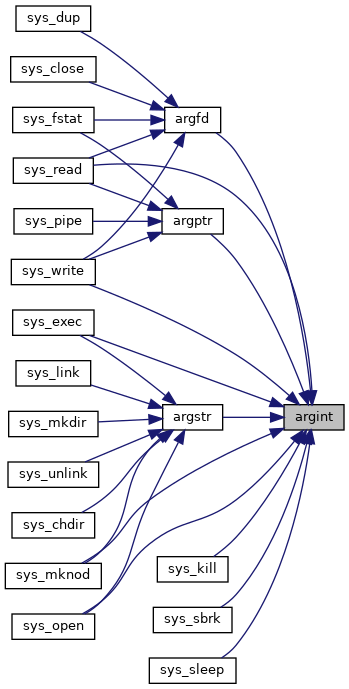 sys_dup
sys_close
sys_fstat
argfd
sys_read
sys_pipe
argptr
sys_write
sys_exec
sys_link
argstr
argint
sys_mkdir
sys_unlink
sys_chdir
sys_mknod
sys_kill
sys_open
sys_sbrk
sys_sleep